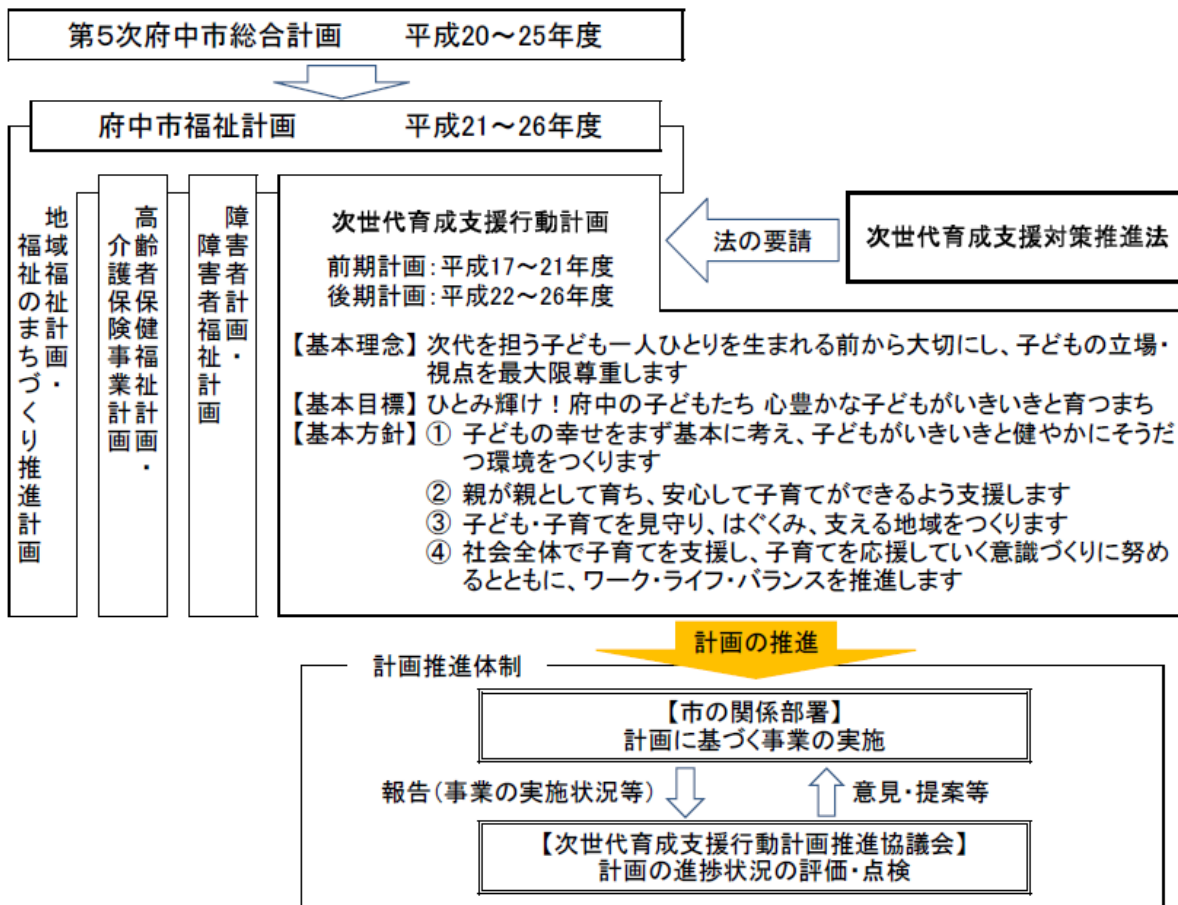 第5次府中市総合計画　　平成20～25年度
府中市福祉計画　　平成21～26年度
地域福祉計画・
福祉のまちづくり推進計画
高齢者保健福祉計画・
介護保険事業計画
障害者計画・
障害者福祉計画
次世代育成支援行動計画
前期計画：平成17～21年度
後期計画：平成22～26年度
法の要請
次世代育成支援対策推進法
【基本理念】次代を担う子ども一人ひとりを生まれる前から大切にし、子どもの立場・
視点を最大限尊重します
【基本目標】ひとみ輝け！府中の子どもたち 心豊かな子どもがいきいきと育つまち
【基本方針】① 子どもの幸せをまず基本に考え、子どもがいきいきと健やかにそうだ
つ環境をつくります
② 親が親として育ち、安心して子育てができるよう支援します
③ 子ども・子育てを見守り、はぐくみ、支える地域をつくります
④ 社会全体で子育てを支援し、子育てを応援していく意識づくりに努め
るとともに、ワーク・ライフ・バランスを推進します
計画の推進
計画推進体制
【市の関係部署】
計画に基づく事業の実施
報告（事業の実施状況等）
意見・提案等
【次世代育成支援行動計画推進協議会】
計画の進捗状況の評価・点検